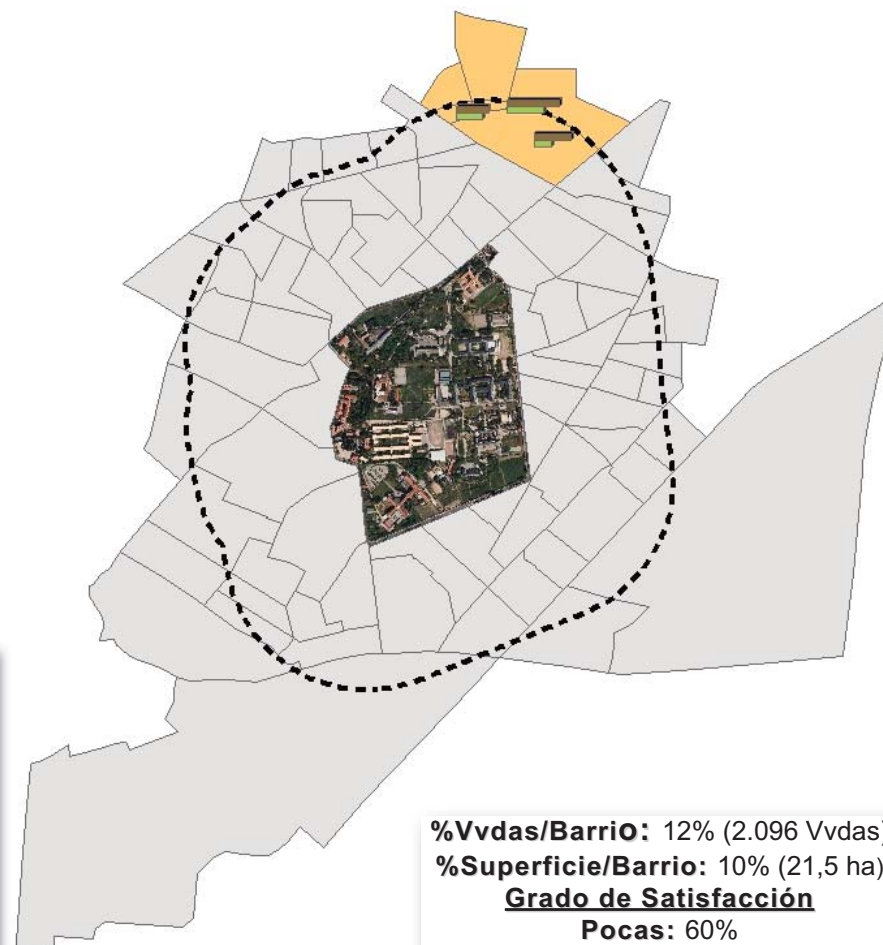 %Vvdas/Barrio: 12% (2.096 Vvdas)
%Superficie/Barrio: 10% (21,5 ha)
Grado de Satisfacción
Pocas: 60%